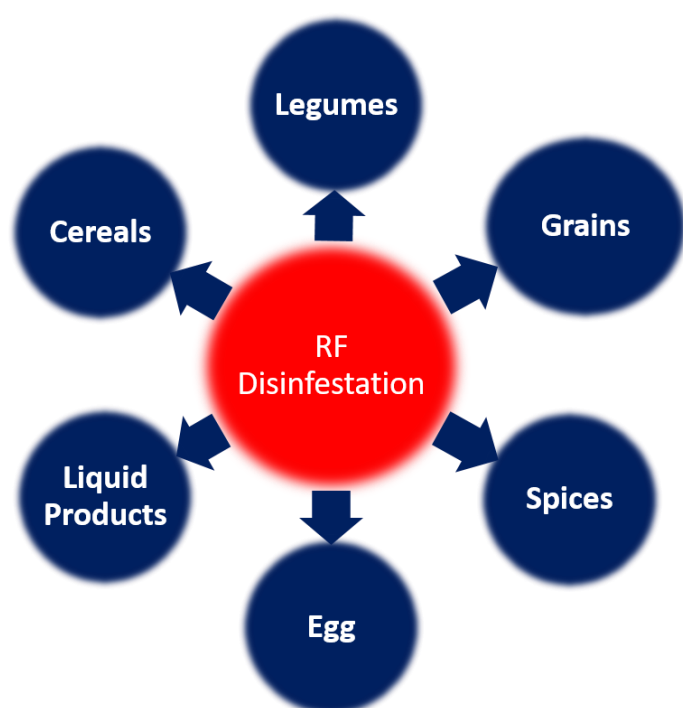 Legumes
Grains
Cereals
RF
Disinfestation
Liquid
Products
Spices
Egg